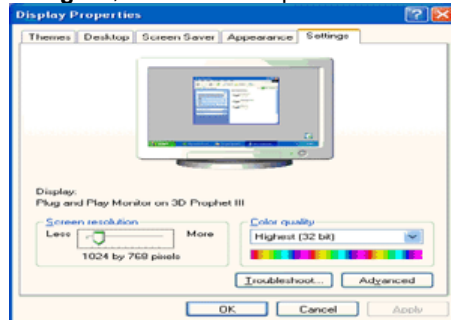 Display Properties
Themes Desktop Screen Saver Appearance Settings
Display:
Plug and Play Monitor on 3D Prophet III
Screen resolution
Less More
1024 by 768 pixels
Color quality
Highest (32 bit)
Troubleshoot... Advanced
OK Cancel Apply